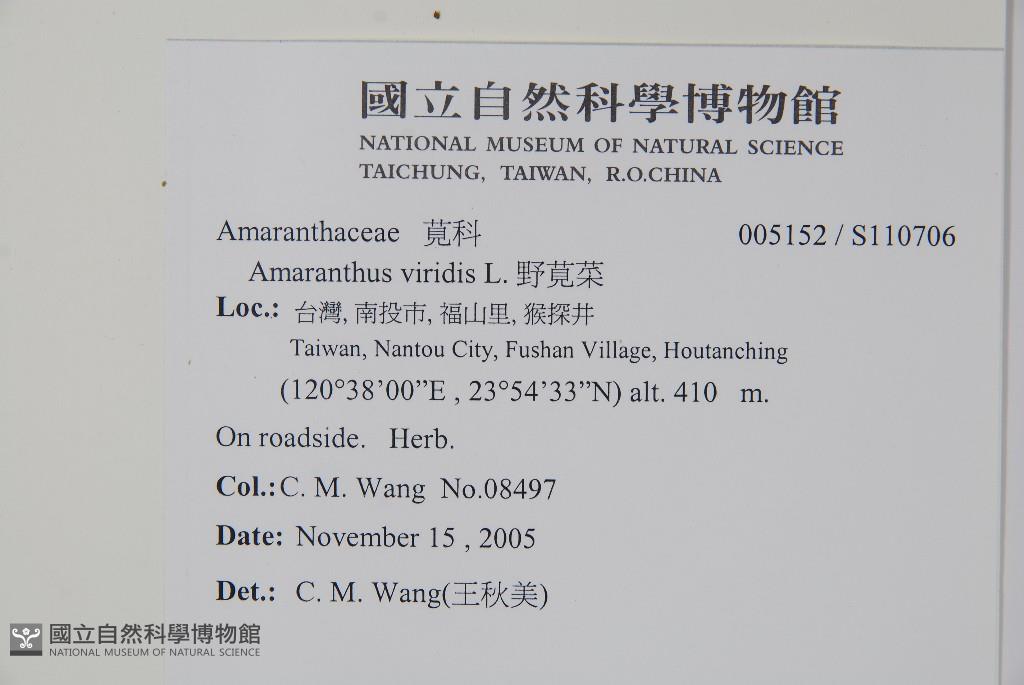 國立自然科學博物館
NATIONAL MUSEUM OF NATURAL SCIENCE
TAICHUNG, TAIWAN, R.O.CHINA
Amaranthaceae 莧科 005152 / S110706
Amaranthus viridis L. 野莧菜
Loc.: 台灣, 南投市, 福山里, 猴探井
Taiwan, Nantou City, Fushan Village, Houtanching
(120°38’00”E , 23°54’33”N) alt. 410 m.
On roadside. Herb.
Col.: C. M. Wang No.08497
Date: November 15 , 2005
Det.: C. M. Wang(王秋美)
國立自然科學博物館
NATIONAL MUSEUM OF NATURAL SCIENCE